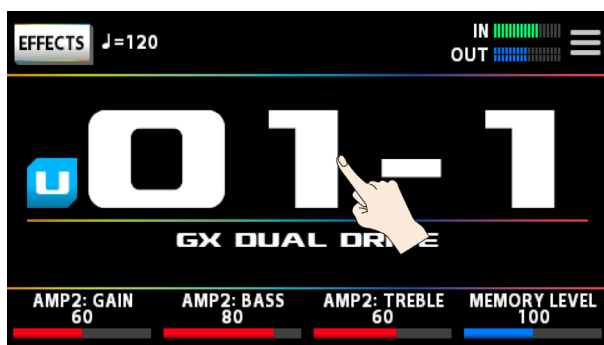 EFFECTS ♩=120 IN
OUT
U01-1
GX DUAL
AMP2: GAIN AMP2: BASS AMP2: TREBLE MEMORY LEVEL
60 80 60 100